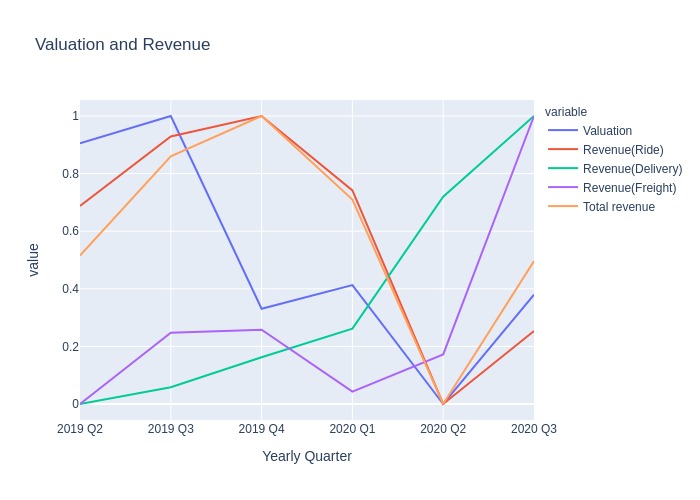 Valuation and Revenue
variable
Valuation
Revenue(Ride)
Revenue(Delivery)
Revenue(Freight)
Total revenue
value
1
0.8
0.6
0.4
0.2
0
2019 Q2
2019 Q3
2019 Q4
2020 Q1
2020 Q2
2020 Q3
Yearly Quarter